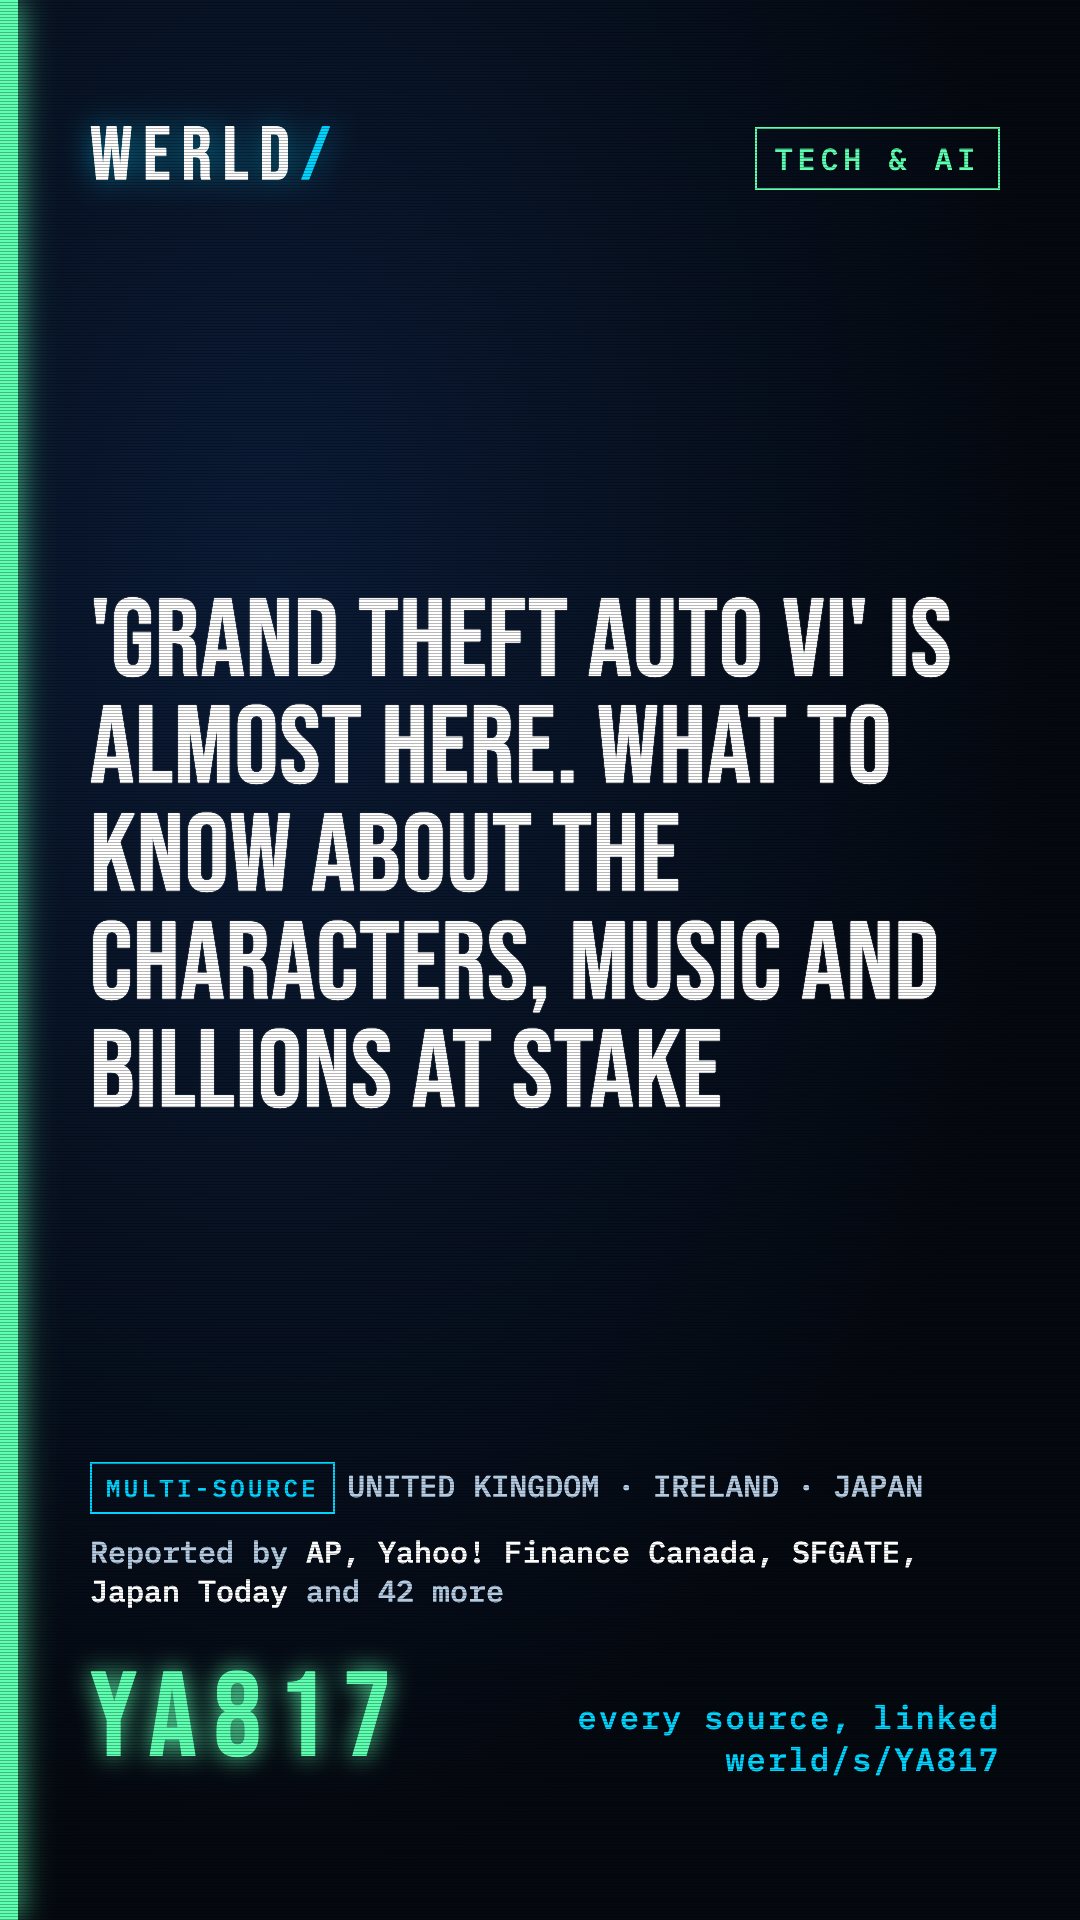 WERLD/
TECH & AI
'GRAND THEFT AUTO VI' IS
ALMOST HERE. WHAT TO
KNOW ABOUT THE
CHARACTERS, MUSIC AND
BILLIONS AT STAKE
MULTI-SOURCE UNITED KINGDOM · IRELAND · JAPAN
Reported by AP, Yahoo! Finance Canada, SFGATE,
Japan Today and 42 more
YA817
every source, linked
werld/s/YA817